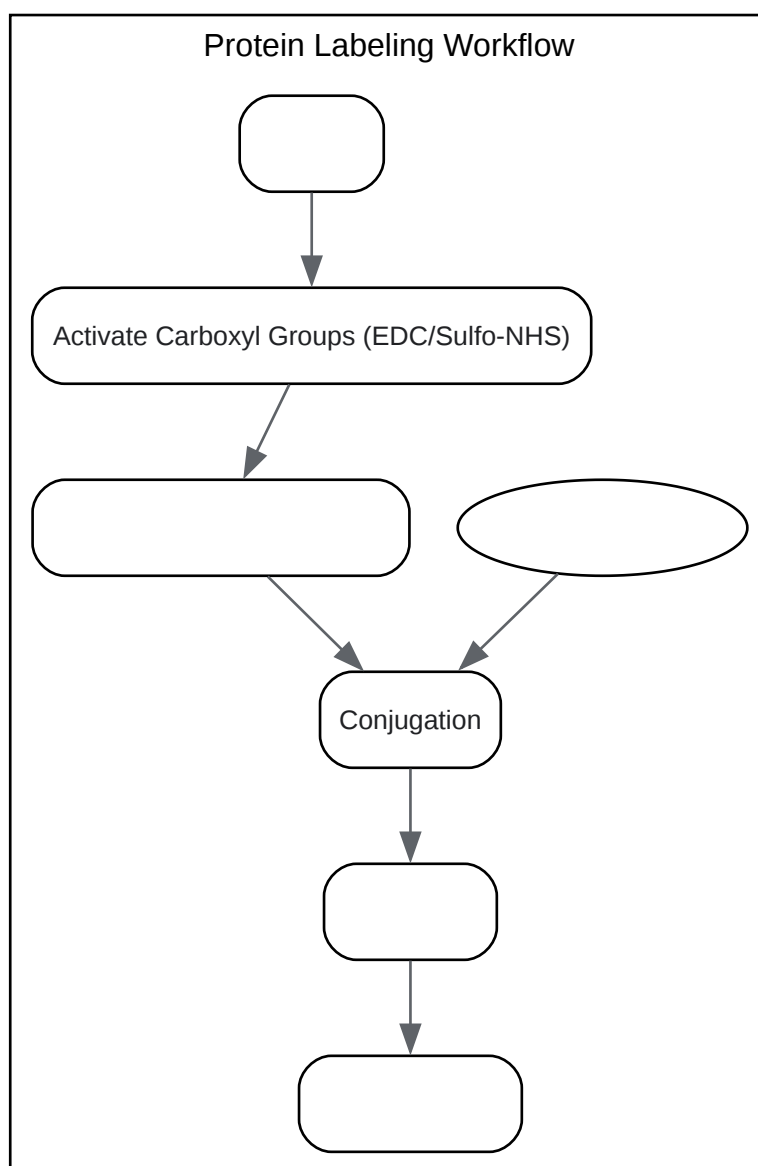 Protein Labeling Workflow
Activate Carboxyl Groups (EDC/Sulfo-NHS)
Conjugation